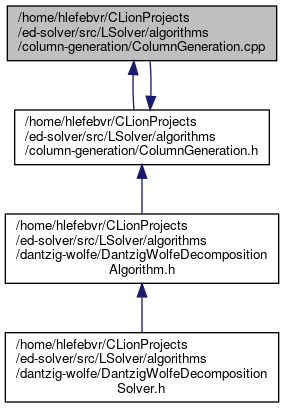 /home/hlefebvr/CLionProjects
/ed-solver/src/LSolver/algorithms
/column-generation/ColumnGeneration.cpp
/home/hlefebvr/CLionProjects
/ed-solver/src/LSolver/algorithms
/column-generation/ColumnGeneration.h
/home/hlefebvr/CLionProjects
/ed-solver/src/LSolver/algorithms
/dantzig-wolfe/DantzigWolfeDecomposition
Algorithm.h
/home/hlefebvr/CLionProjects
/ed-solver/src/LSolver/algorithms
/dantzig-wolfe/DantzigWolfeDecomposition
Solver.h